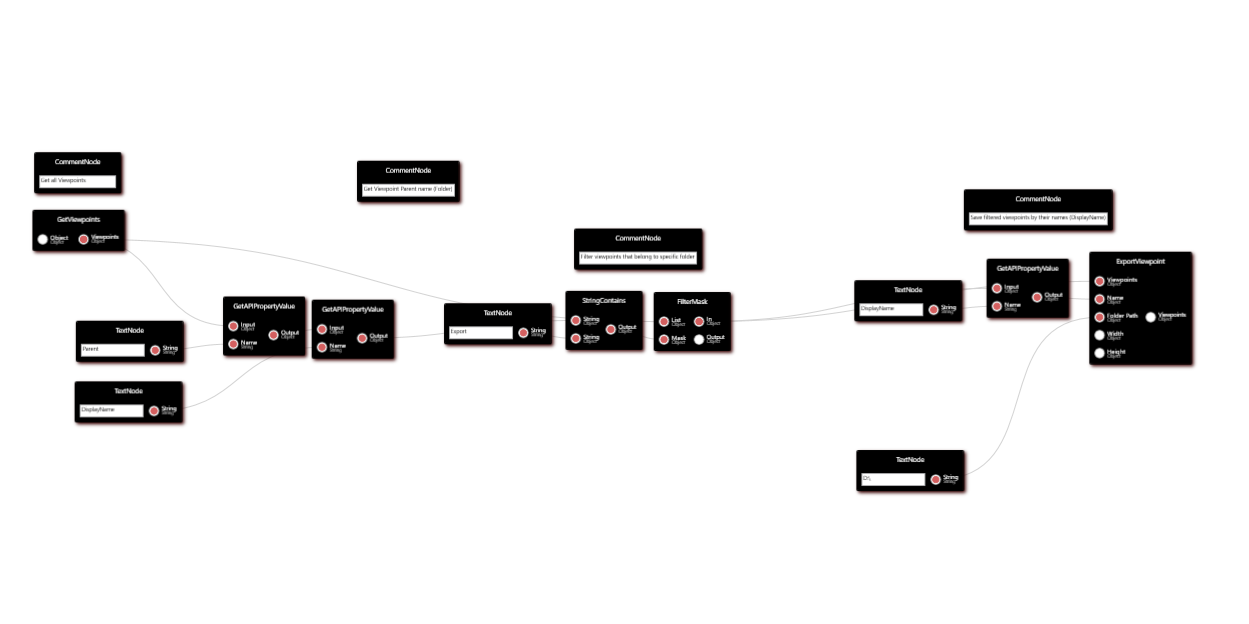 CommentNode
Get all Viewpoints
GetViewpoints
Object
Object
Viewpoints
Object
TextNode
Parent
String
String
TextNode
DisplayName
String
String
CommentNode
Get Viewpoint Parent name (Folder)
GetAPIPropertyValue
Input
Object
Name
String
Output
Object
GetAPIPropertyValue
Input
Object
Name
String
Output
Object
TextNode
Export
String
String
CommentNode
Filter viewpoints that belong to specific folder
StringContains
String
Object
String
Object
Output
Object
FilterMask
List
Object
Mask
Object
In
Object
Output
Object
TextNode
DisplayName
String
String
CommentNode
Save filtered viewpoints by their names (DisplayName)
GetAPIPropertyValue
Input
Object
Name
String
Output
Object
ExportViewpoint
Viewpoints
Object
Name
Object
Folder Path
Object
Width
Object
Height
Object
Viewpoints
Object
TextNode
D:\
String
String